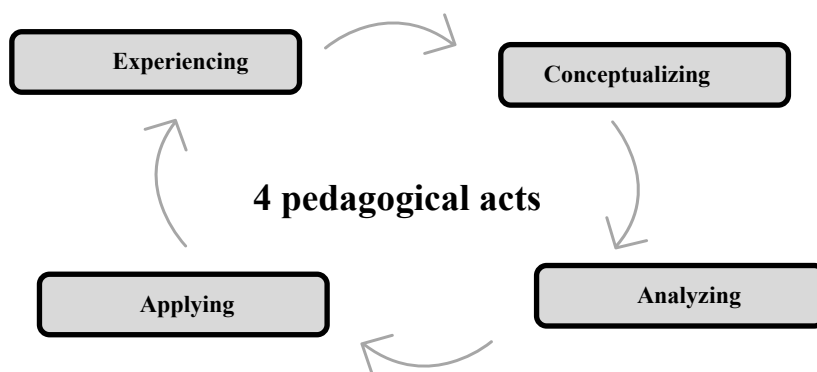 Experiencing
Conceptualizing
4 pedagogical acts
Applying
Analyzing